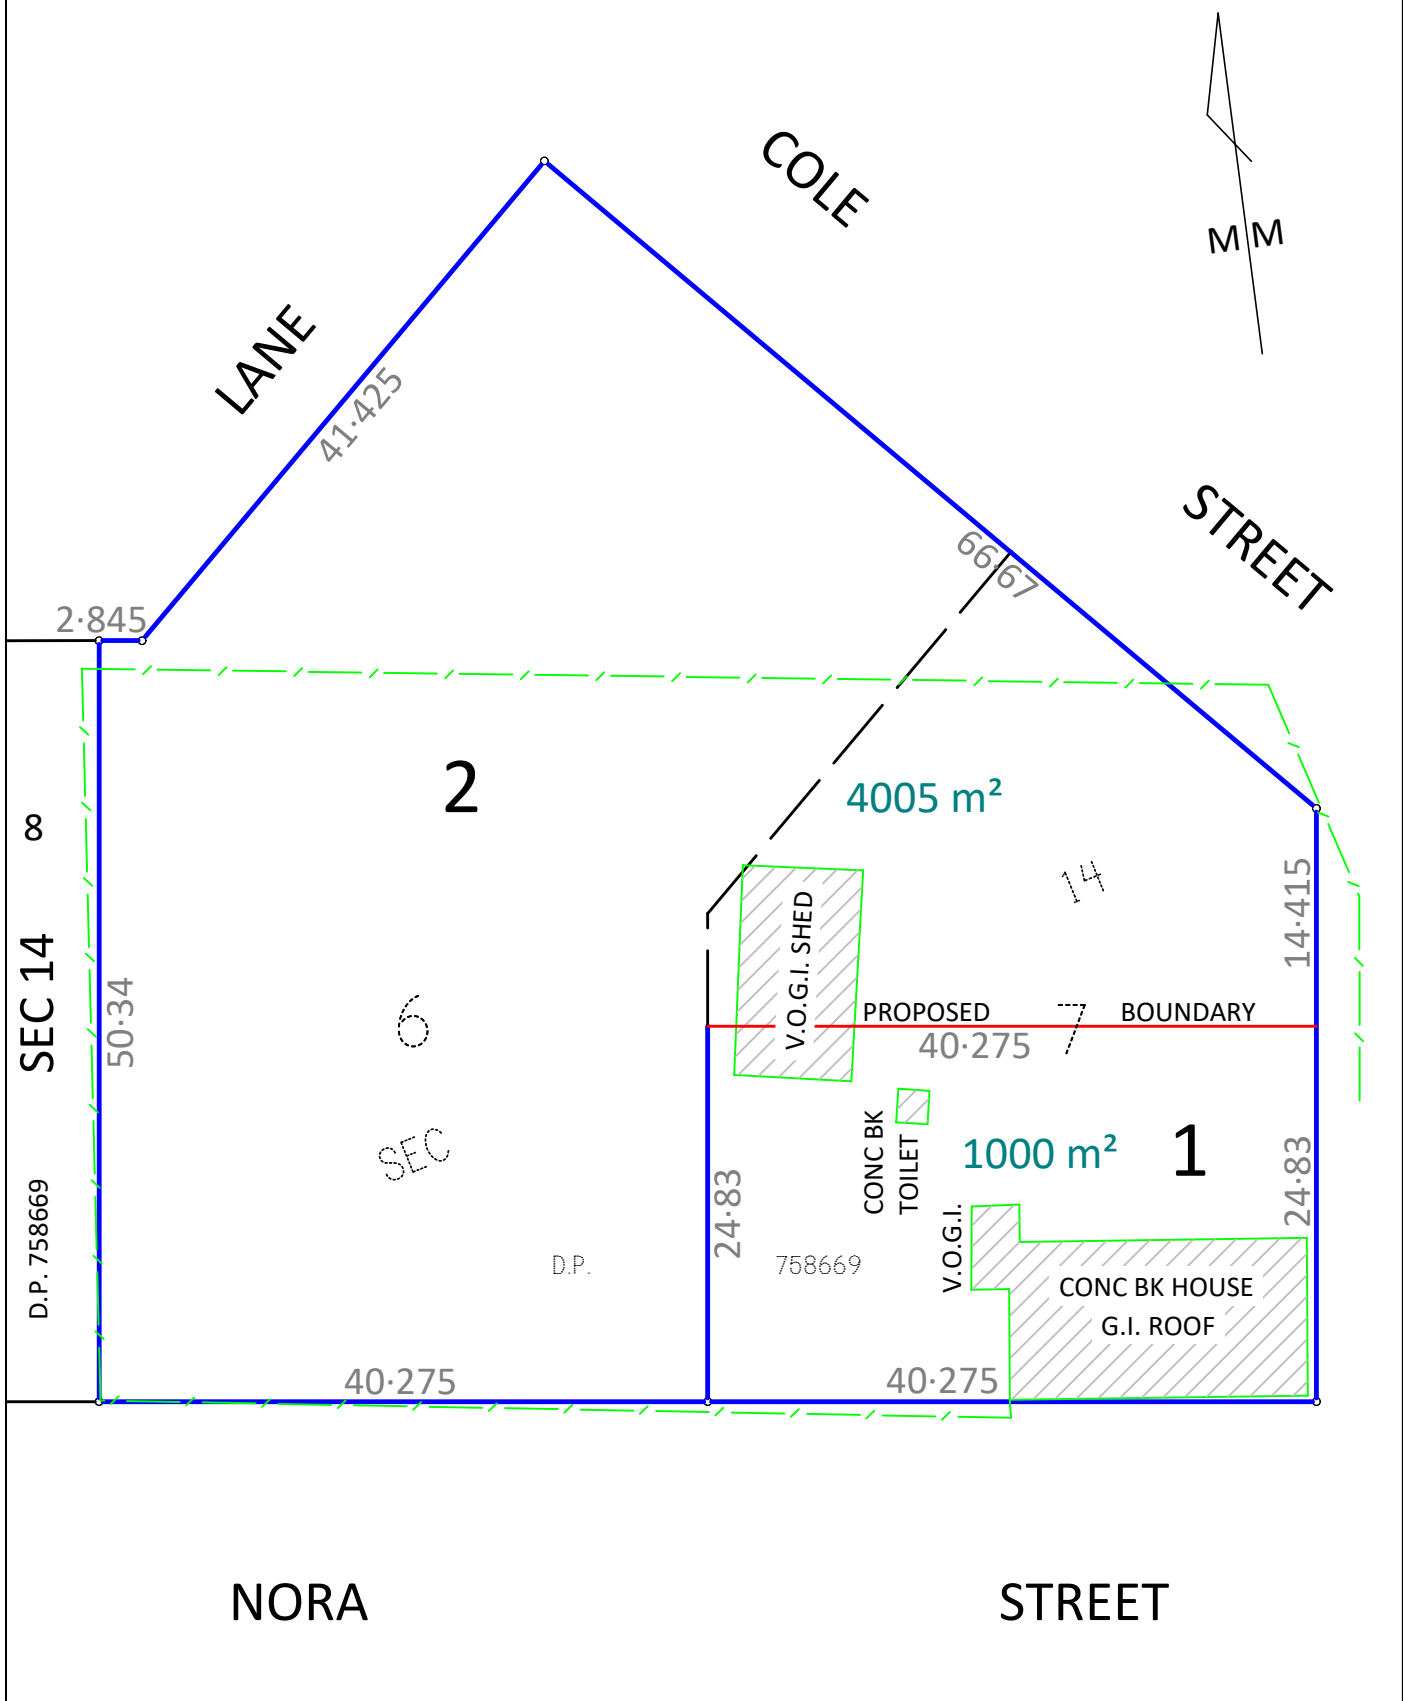 COLE
M M
LANE
41·425
STREET
66·67
2·845
2
4005 m²
8
14
14·415
V.O.G.I. SHED
SEC 14
50·34
6
PROPOSED
7
BOUNDARY
40·275
SEC
CONC BK
TOILET
1000 m²
1
24·83
24·83
D.P. 758669
D.P.
758669
V.O.G.I.
CONC BK HOUSE
G.I. ROOF
40·275
40·275
NORA
STREET